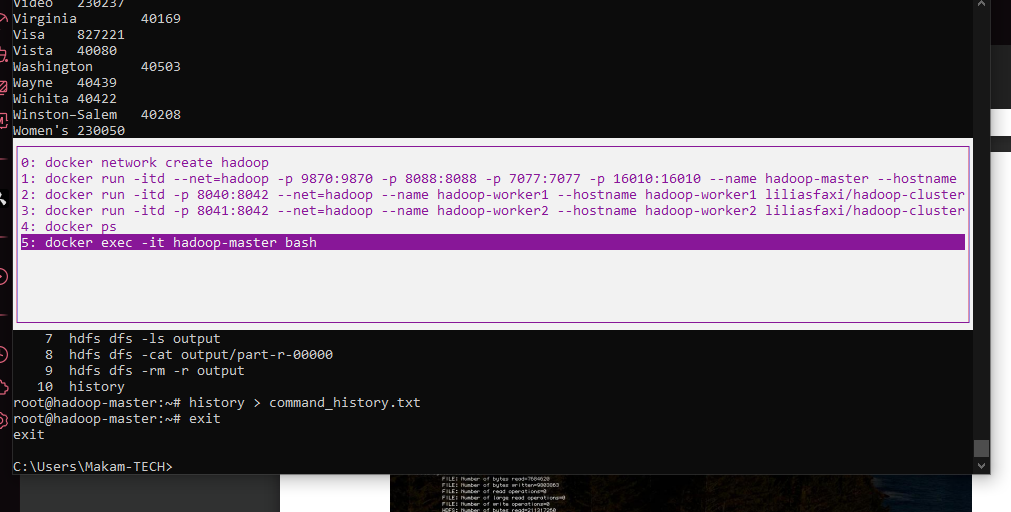 Video 230237
Virginia 40169
Visa 827221
Vista 40080
Washington 40503
Wayne 40439
Wichita 40422
Winston-Salem 40208
Women's 230050
0: docker network create hadoop
1: docker run -itd --net=hadoop -p 9870:9870 -p 8088:8088 -p 7077:7077 -p 16010:16010 --name hadoop-master --hostname
2: docker run -itd -p 8040:8042 --net=hadoop --name hadoop-worker1 --hostname hadoop-worker1 liliasfaxi/hadoop-cluster
3: docker run -itd -p 8041:8042 --net=hadoop --name hadoop-worker2 --hostname hadoop-worker2 liliasfaxi/hadoop-cluster
4: docker ps
5: docker exec -it hadoop-master bash
7 hdfs dfs -ls output
8 hdfs dfs -cat output/part-r-00000
9 hdfs dfs -rm -r output
10 history
root@hadoop-master:~# history > command_history.txt
root@hadoop-master:~# exit
exit
C:\Users\Makam-TECH>
FILE: Number of bytes read=7584620
FILE: Number of bytes written=9803963
FILE: Number of read operations=0
FILE: Number of large read operations=0
FILE: Number of write operations=0
HDFS: Number of bytes read=211317260